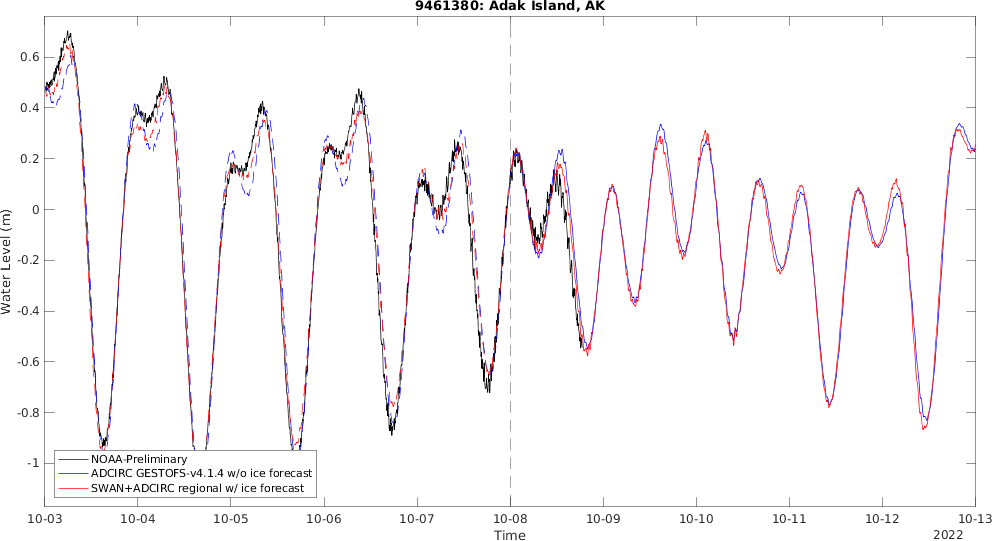 9461380: Adak Island, AK
Water Level (m)
0.6
0.4
0.2
0
-0.2
-0.4
-0.6
-0.8
-1
NOAA-Preliminary
ADCIRC GESTOFS-v4.1.4 w/o ice forecast
SWAN+ADCIRC regional w/ ice forecast
10-03 10-04 10-05 10-06 10-07 10-08 10-09 10-10 10-11 10-12 10-13
Time
2022